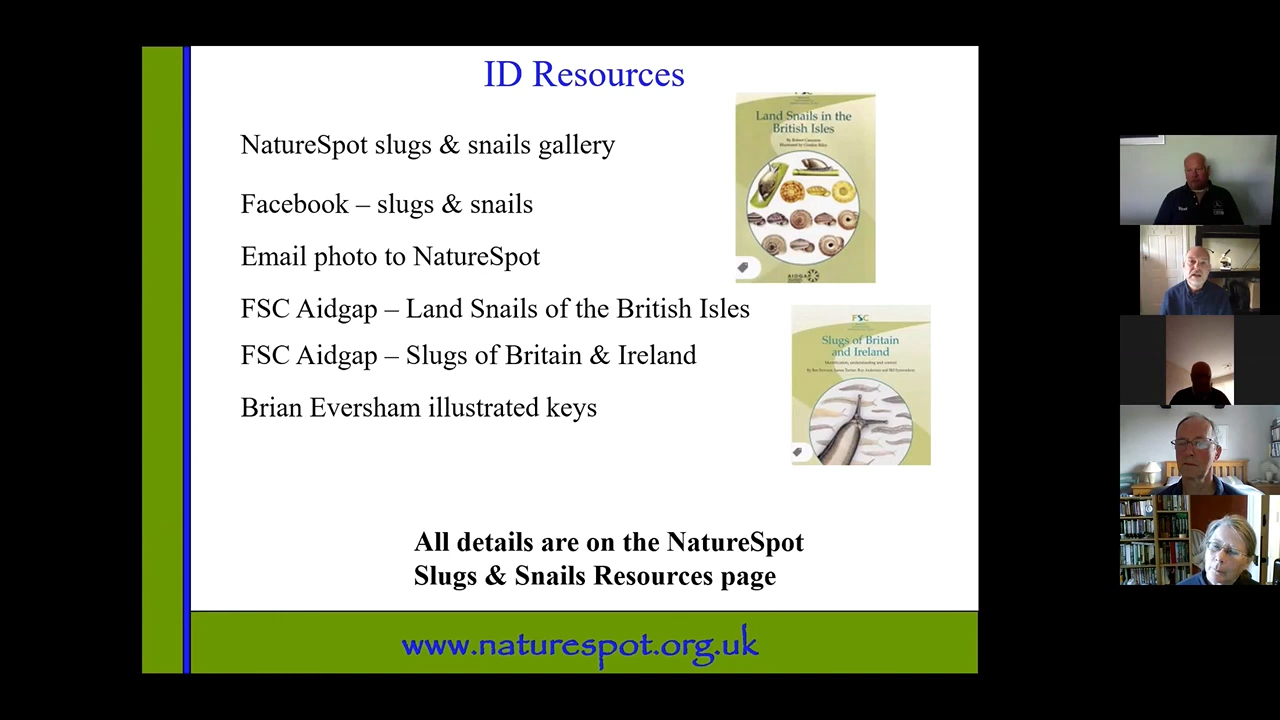 ID Resources
NatureSpot slugs & snails gallery
Facebook – slugs & snails
Email photo to NatureSpot
FSC Aidgap – Land Snails of the British Isles
FSC Aidgap – Slugs of Britain & Ireland
Brian Eversham illustrated keys
Land Snails in the
British Isles
AIDGAP
FSC
Slugs of Britain
and Ireland
All details are on the NatureSpot
Slugs & Snails Resources page
www.naturespot.org.uk